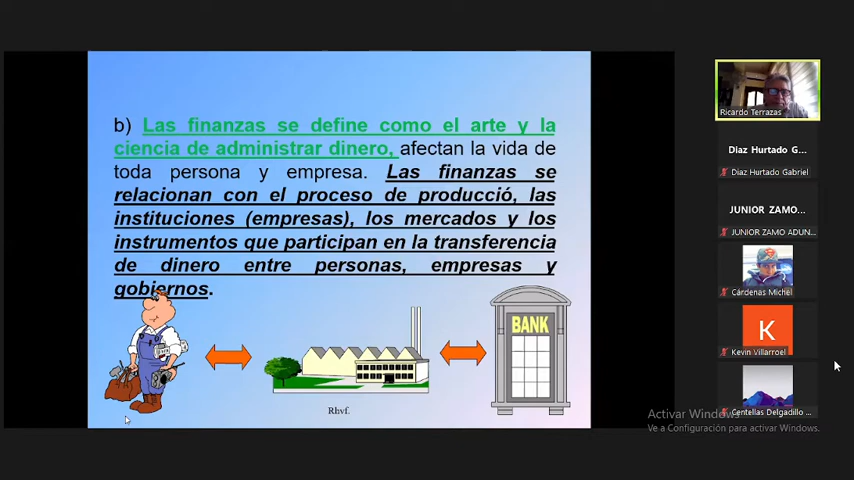 b) Las finanzas se define como el arte y la
ciencia de administrar dinero, afectan la vida de
toda persona y empresa. Las finanzas se
relacionan con el proceso de producció, las
instituciones (empresas), los mercados y los
instrumentos que participan en la transferencia
de dinero entre personas, empresas y
gobiernos.
BANK
Rhvf.
Ricardo Terrazas
Diaz Hurtado G...
Diaz Hurtado Gabriel
JUNIOR ZAMO...
JUNIOR ZAMO ADUN...
Cárdenas Michel
K
Kevin Villarroel
Centellas Delgadillo ...
Activar Windows
Ve a Configuración para activar Windows.